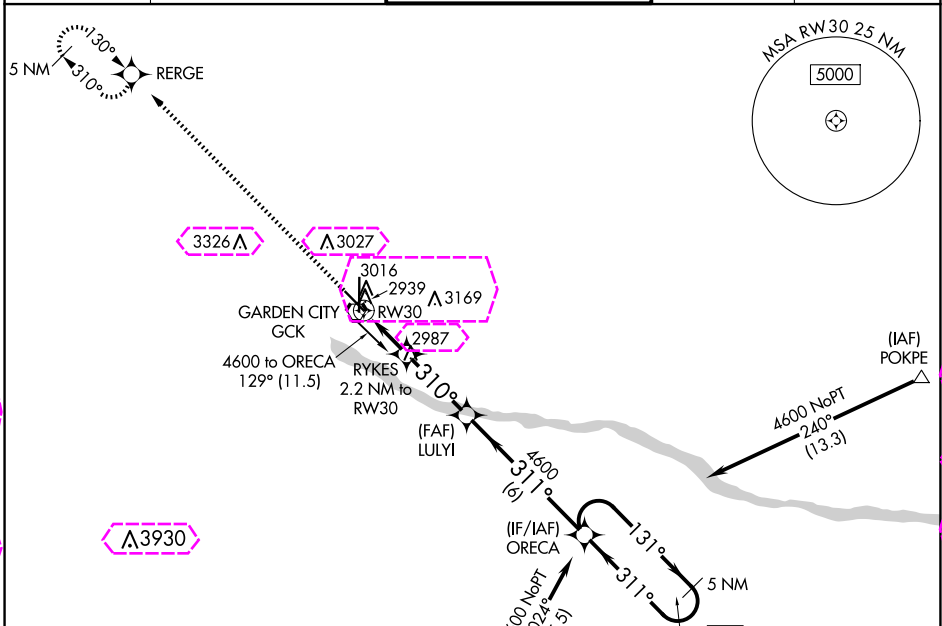 MSA RW30 25 NM
5000
130°
310°
5 NM
RERGE
3326
3027
3016
2939
3169
GARDEN CITY
GCK
RW30
2987
4600 to ORECA
129° (11.5)
RYKES
2.2 NM to
RW30
310°
(IAF)
POKPE
4600 NoPT
240°
(13.3)
(FAF)
LULYI
4600
311°
(6)
3930
(IF/IAF)
ORECA
131°
311°
5 NM
NoPT
024°